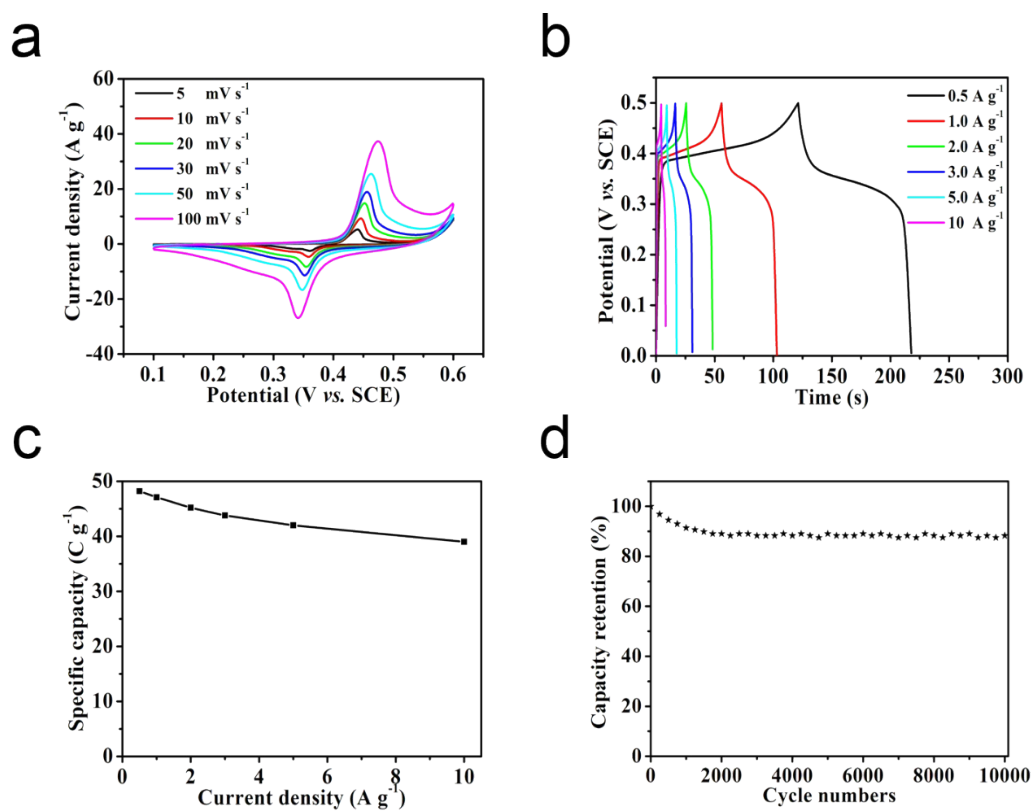 a
Current density (A g⁻¹)
60
40
20
0
-20
-40
5 mV s⁻¹
10 mV s⁻¹
20 mV s⁻¹
30 mV s⁻¹
50 mV s⁻¹
100 mV s⁻¹
0.1 0.2 0.3 0.4 0.5 0.6
Potential (V vs. SCE)
b
Potential (V vs. SCE)
0.5
0.4
0.3
0.2
0.1
0.0
0.5 A g⁻¹
1.0 A g⁻¹
2.0 A g⁻¹
3.0 A g⁻¹
5.0 A g⁻¹
10 A g⁻¹
0 50 100 150 200 250 300
Time (s)
c
Specific capacity (C g⁻¹)
50
40
30
20
10
0
0 2 4 6 8 10
Current density (A g⁻¹)
d
Capacity retention (%)
100
80
60
40
20
0
0 2000 4000 6000 8000 10000
Cycle numbers